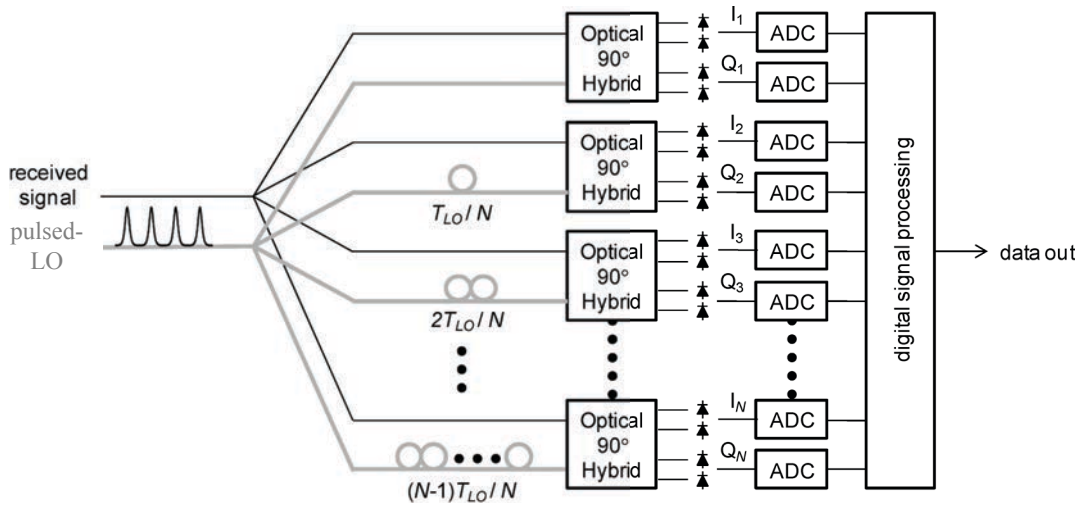 received
signal
pulsed-
LO
T_LO / N
2T_LO / N
(N-1)T_LO / N
Optical
90°
Hybrid
Optical
90°
Hybrid
Optical
90°
Hybrid
Optical
90°
Hybrid
I₁
Q₁
I₂
Q₂
I₃
Q₃
I_N
Q_N
ADC
ADC
ADC
ADC
ADC
ADC
ADC
ADC
digital signal processing
data out